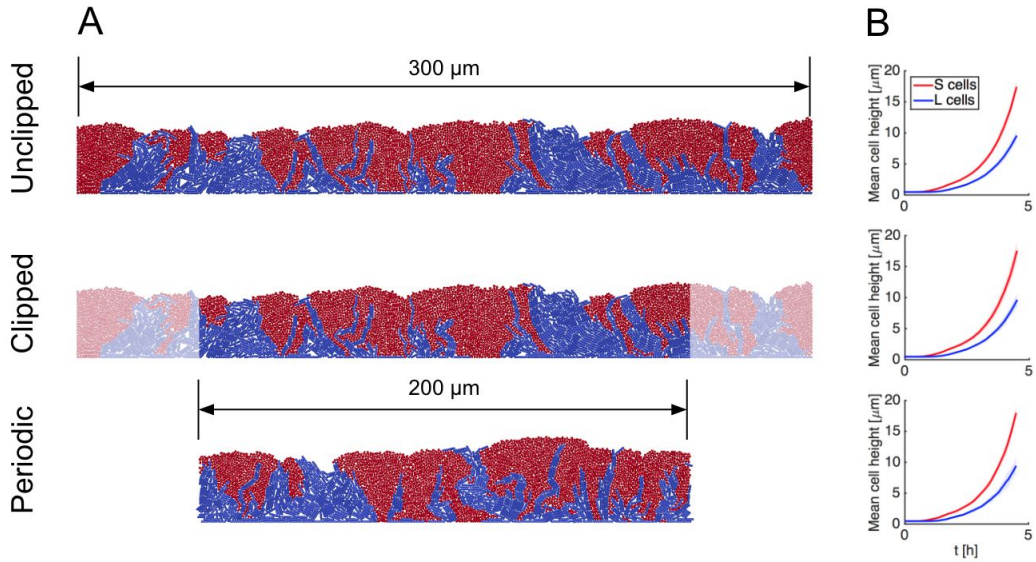 A
B
Unclipped
300 µm
Mean cell height [µm]
20
15
10
5
0
0
5
S cells
L cells
Clipped
Mean cell height [µm]
20
15
10
5
0
0
5
Periodic
200 µm
Mean cell height [µm]
20
15
10
5
0
0
5
t [h]